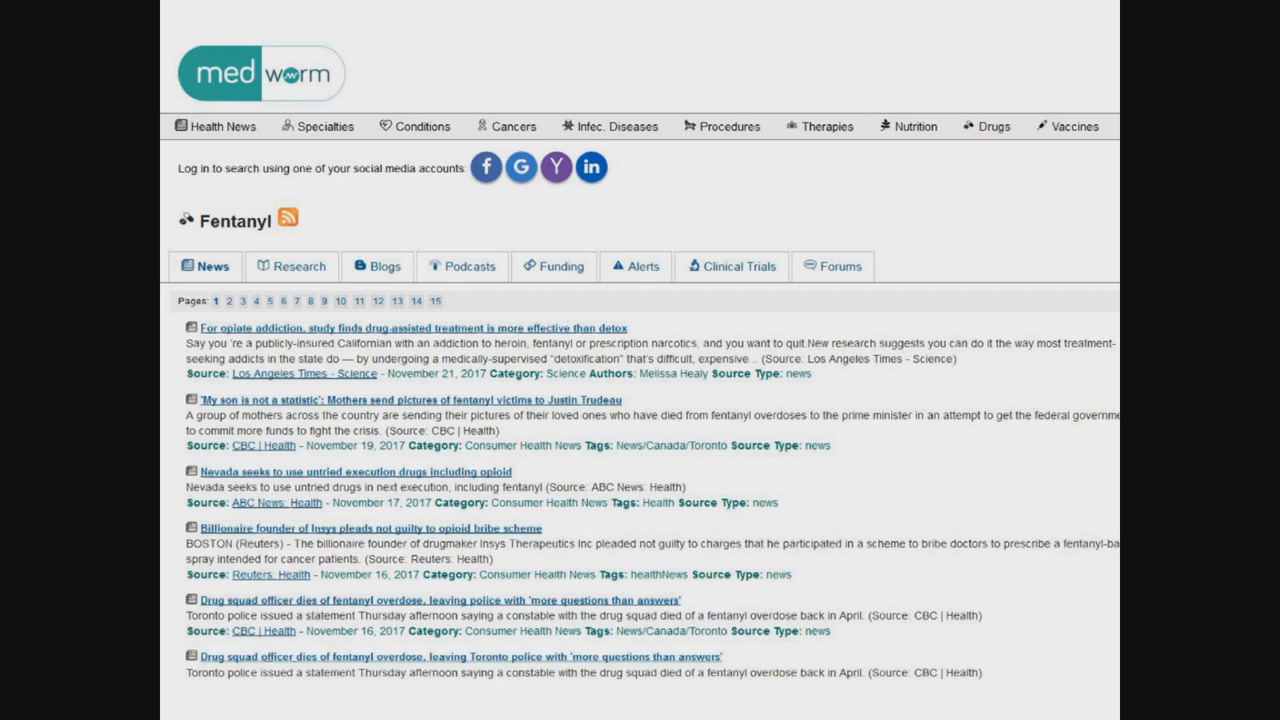 med worm
Health News Specialties Conditions Cancers Infec. Diseases Procedures Therapies Nutrition Drugs Vaccines
Log in to search using one of your social media accounts: f G Y in
Fentanyl
News Research Blogs Podcasts Funding Alerts Clinical Trials Forums
Pages: 1 2 3 4 5 6 7 8 9 10 11 12 13 14 15
For opiate addiction, study finds drug-assisted treatment is more effective than detox
Say you 're a publicly-insured Californian with an addiction to heroin, fentanyl or prescription narcotics, and you want to quit.New research suggests you can do it the way most treatment-
seeking addicts in the state do — by undergoing a medically-supervised "detoxification" that's difficult, expensive... (Source: Los Angeles Times - Science)
Source: Los Angeles Times - Science - November 21, 2017 Category: Science Authors: Melissa Healy Source Type: news
'My son is not a statistic': Mothers send pictures of fentanyl victims to Justin Trudeau
A group of mothers across the country are sending their pictures of their loved ones who have died from fentanyl overdoses to the prime minister in an attempt to get the federal governme
to commit more funds to fight the crisis. (Source: CBC | Health)
Source: CBC | Health - November 19, 2017 Category: Consumer Health News Tags: News/Canada/Toronto Source Type: news
Nevada seeks to use untried execution drugs including opioid
Nevada seeks to use untried drugs in next execution, including fentanyl (Source: ABC News: Health)
Source: ABC News: Health - November 17, 2017 Category: Consumer Health News Tags: Health Source Type: news
Billionaire founder of Insys pleads not guilty to opioid bribe scheme
BOSTON (Reuters) - The billionaire founder of drugmaker Insys Therapeutics Inc pleaded not guilty to charges that he participated in a scheme to bribe doctors to prescribe a fentanyl-ba
spray intended for cancer patients. (Source: Reuters: Health)
Source: Reuters: Health - November 16, 2017 Category: Consumer Health News Tags: healthNews Source Type: news
Drug squad officer dies of fentanyl overdose, leaving police with 'more questions than answers'
Toronto police issued a statement Thursday afternoon saying a constable with the drug squad died of a fentanyl overdose back in April. (Source: CBC | Health)
Source: CBC | Health - November 16, 2017 Category: Consumer Health News Tags: News/Canada/Toronto Source Type: news
Drug squad officer dies of fentanyl overdose, leaving Toronto police with 'more questions than answers'
Toronto police issued a statement Thursday afternoon saying a constable with the drug squad died of a fentanyl overdose back in April. (Source: CBC | Health)